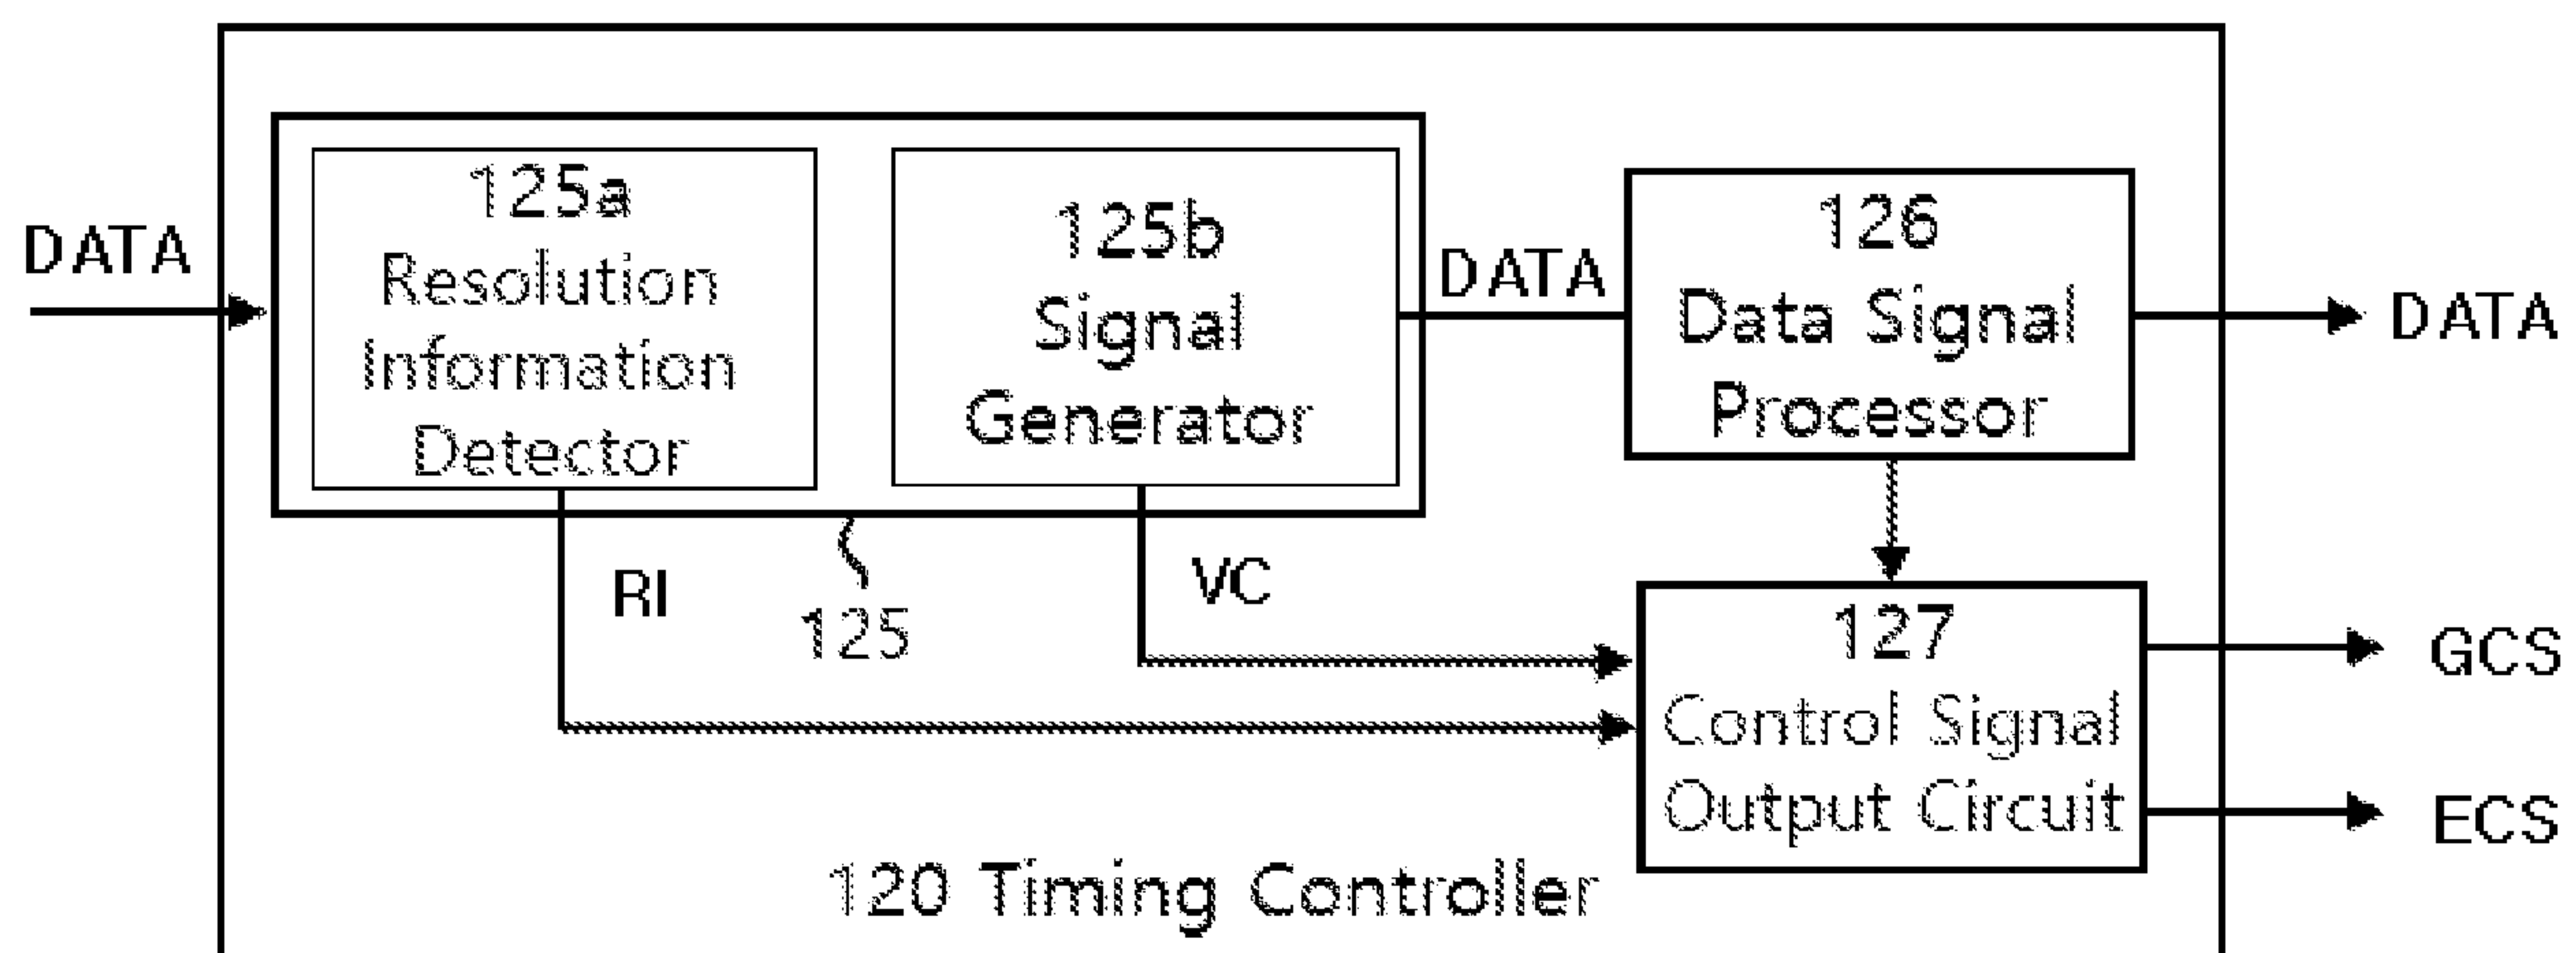 DATA
125a
Resolution
Information
Detector
125b
Signal
Generator
DATA
126
Data Signal
Processor
DATA
RI
125
VC
127
Control Signal
Output Circuit
GCS
ECS
120 Timing Controller